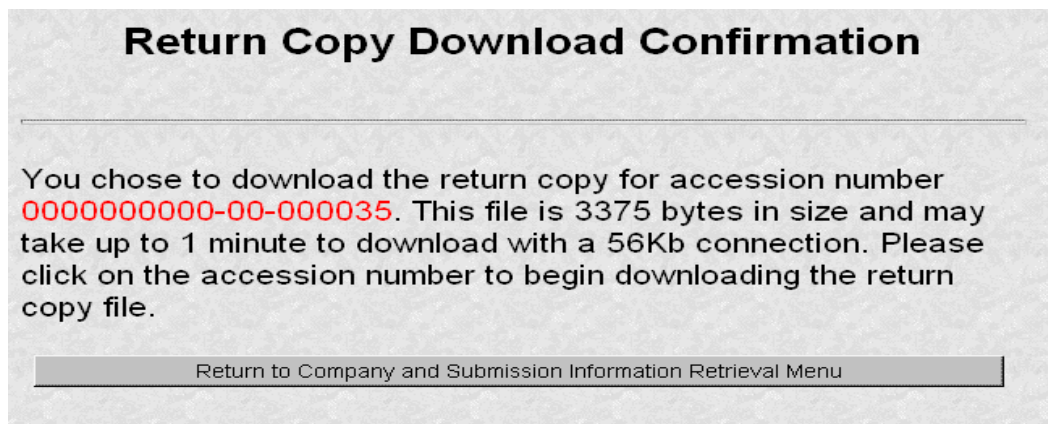 Return Copy Download Confirmation
You chose to download the return copy for accession number
0000000000-00-000035. This file is 3375 bytes in size and may
take up to 1 minute to download with a 56Kb connection. Please
click on the accession number to begin downloading the return
copy file.
Return to Company and Submission Information Retrieval Menu